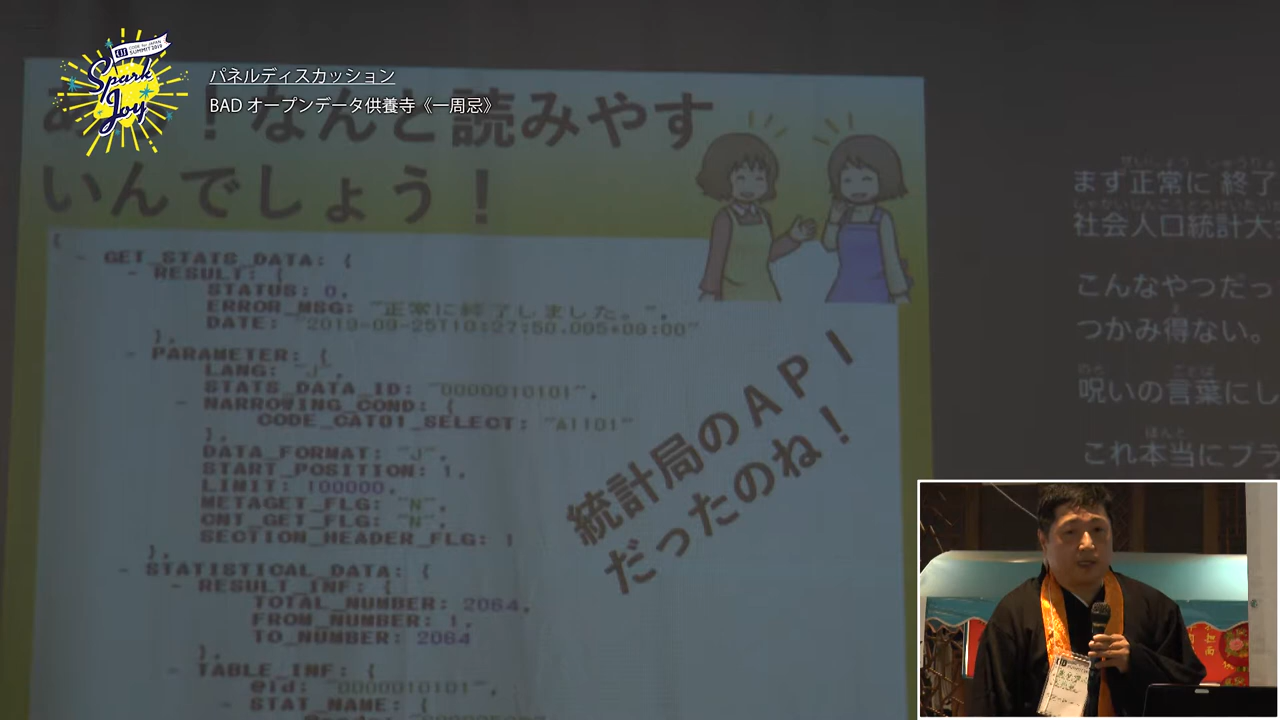 CODE for JAPAN
SUMMIT 2019
Spark
Joy
パネルディスカッション
BAD オープンデータ供養寺《一周忌》
！なんと読みやす
いんでしょう！
{
- GET_STATS_DATA: {
- RESULT: {
STATUS: 0,
ERROR_MSG: "正常に終了しました。",
DATE: "2019-09-25T10:27:50.005+09:00"
},
- PARAMETER: {
LANG: "J",
STATS_DATA_ID: "0000010101",
- NARROWING_COND: {
CODE_CAT01_SELECT: "A1101"
},
DATA_FORMAT: "J",
START_POSITION: 1,
LIMIT: 100000,
METAGET_FLG: "N",
CNT_GET_FLG: "N",
SECTION_HEADER_FLG: 1
},
- STATISTICAL_DATA: {
- RESULT_INF: {
TOTAL_NUMBER: 2064,
FROM_NUMBER: 1,
TO_NUMBER: 2064
},
- TABLE_INF: {
@id: "0000010101",
- STAT_NAME: {
統計局のＡＰＩ
だったのね！
まず正常に 終了
社会人口統計大
こんなやつだっ
つかみ得ない。
呪いの言葉にし
これ本当にブラ